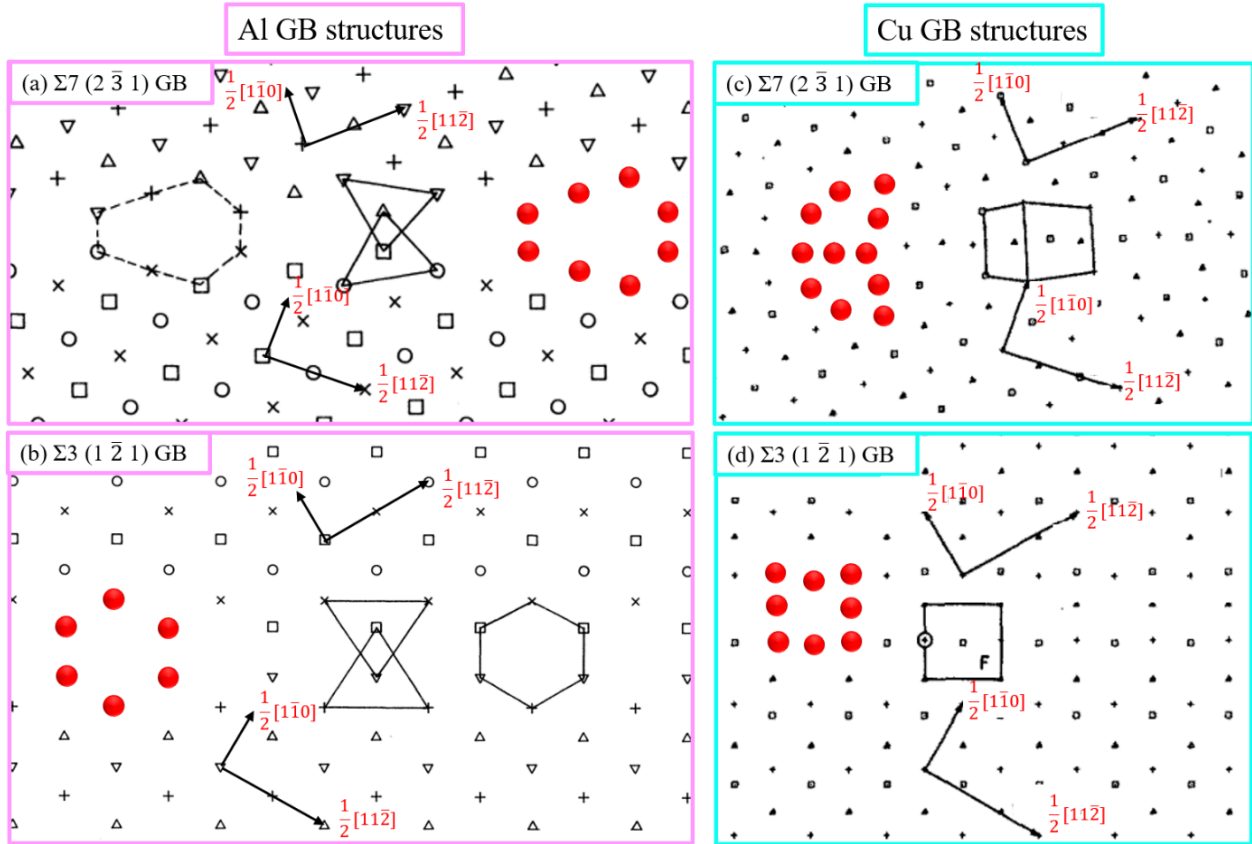 Al GB structures
Cu GB structures
(a) Σ7 (2 3̅ 1) GB
1/2[11̅0]
1/2[112̅]
1/2[11̅0]
1/2[112̅]
(c) Σ7 (2 3̅ 1) GB
1/2[11̅0]
1/2[112̅]
1/2[11̅0]
1/2[112̅]
(b) Σ3 (1 2̅ 1) GB
1/2[11̅0]
1/2[112̅]
1/2[11̅0]
1/2[112̅]
(d) Σ3 (1 2̅ 1) GB
1/2[11̅0]
1/2[112̅]
F
1/2[11̅0]
1/2[112̅]